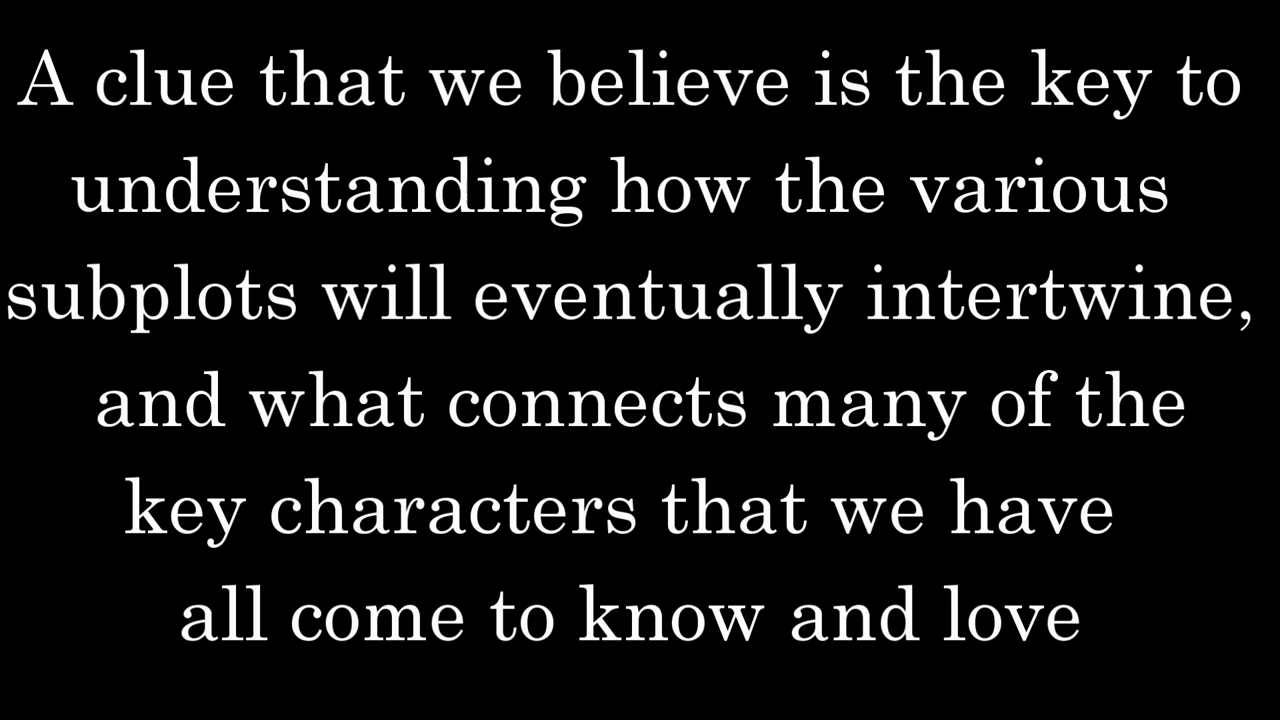 A clue that we believe is the key to
understanding how the various
subplots will eventually intertwine,
and what connects many of the
key characters that we have
all come to know and love